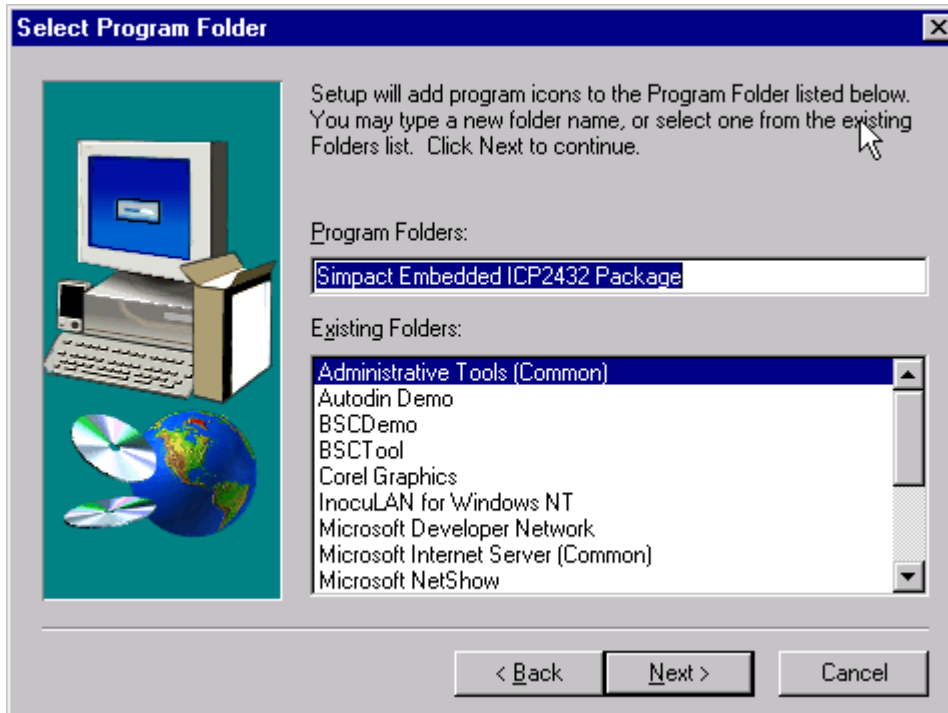 Select Program Folder
Setup will add program icons to the Program Folder listed below.
You may type a new folder name, or select one from the existing
Folders list.  Click Next to continue.
Program Folders:
Simpact Embedded ICP2432 Package
Existing Folders:
Administrative Tools (Common)
Autodin Demo
BSCDemo
BSCTool
Corel Graphics
InocuLAN for Windows NT
Microsoft Developer Network
Microsoft Internet Server (Common)
Microsoft NetShow
< Back
Next >
Cancel